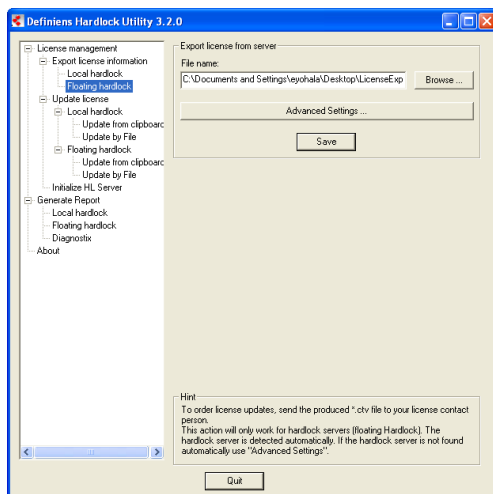 Definiens Hardlock Utility 3.2.0
License management
Export license information
Local hardlock
Floating hardlock
Update license
Local hardlock
Update from clipboarc
Update by File
Floating hardlock
Update from clipboarc
Update by File
Initialize HL Server
Generate Report
Local hardlock
Floating hardlock
Diagnostix
About
Export license from server
File name:
C:\Documents and Settings\eyohala\Desktop\LicenseExp
Browse ...
Advanced Settings ...
Save
Hint
To order license updates, send the produced *.ctv file to your license contact
person.
This action will only work for hardlock servers (floating Hardlock). The
hardlock server is detected automatically. If the hardlock server is not found
automatically use "Advanced Settings".
Quit